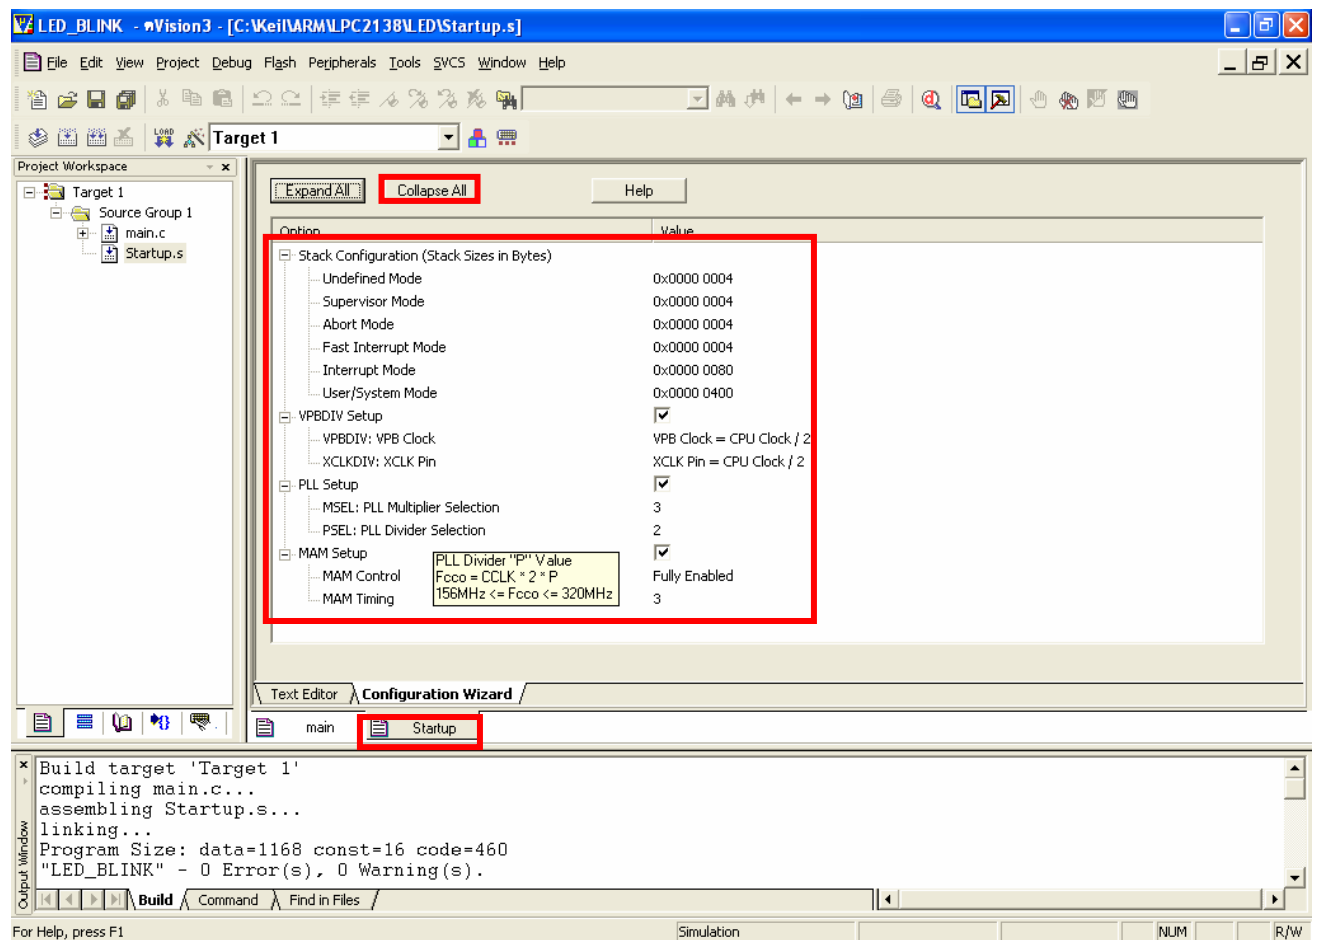 LED_BLINK - µVision3 - [C:\Keil\ARM\LPC2138\LED\Startup.s]
File Edit View Project Debug Flash Peripherals Tools SVCS Window Help
LOAD
Target 1
Project Workspace
Target 1
Source Group 1
main.c
Startup.s
Expand All Collapse All Help
Option Value
Stack Configuration (Stack Sizes in Bytes)
Undefined Mode 0x0000 0004
Supervisor Mode 0x0000 0004
Abort Mode 0x0000 0004
Fast Interrupt Mode 0x0000 0004
Interrupt Mode 0x0000 0080
User/System Mode 0x0000 0400
VPBDIV Setup
VPBDIV: VPB Clock VPB Clock = CPU Clock / 2
XCLKDIV: XCLK Pin XCLK Pin = CPU Clock / 2
PLL Setup
MSEL: PLL Multiplier Selection 3
PSEL: PLL Divider Selection 2
MAM Setup
PLL Divider "P" Value
MAM Control Fully Enabled
Fcco = CCLK * 2 * P
156MHz <= Fcco <= 320MHz
MAM Timing 3
Text Editor Configuration Wizard
main Startup
Build target 'Target 1'
compiling main.c...
assembling Startup.s...
linking...
Program Size: data=1168 const=16 code=460
"LED_BLINK" - 0 Error(s), 0 Warning(s).
Output Window
Build Command Find in Files
For Help, press F1 Simulation NUM R/W